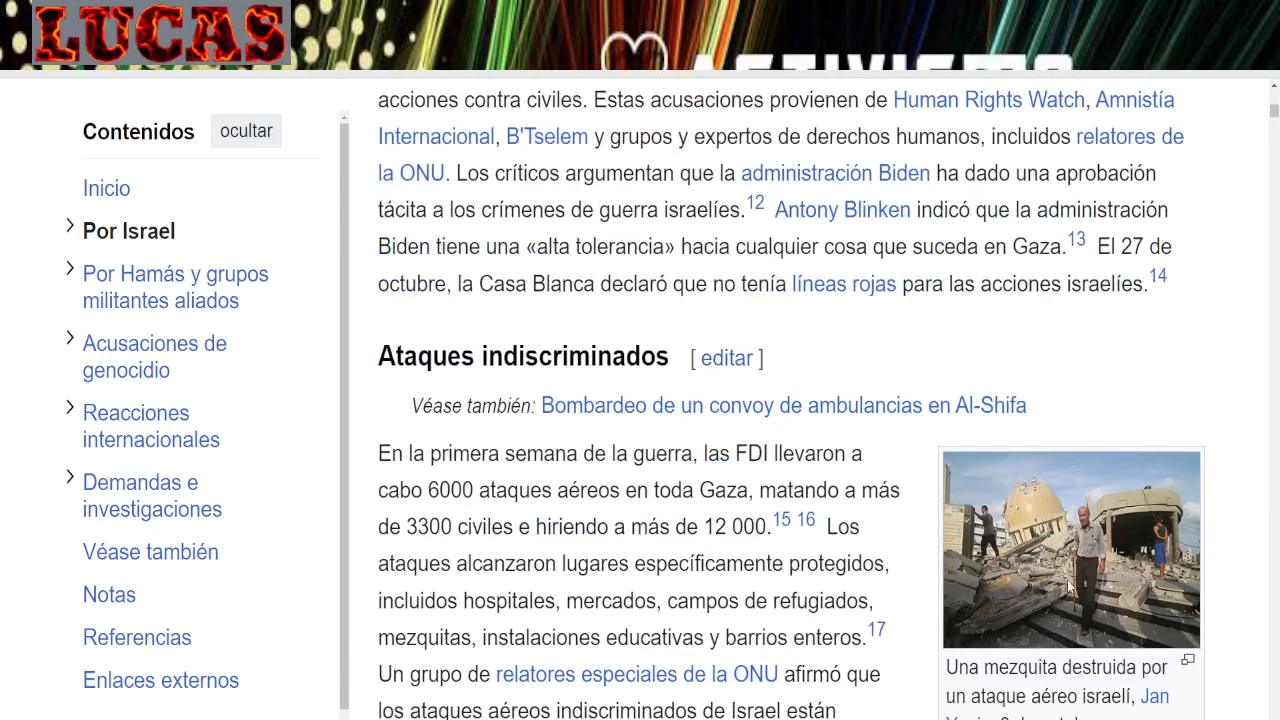 LUCAS
ACTIVISMO
Contenidos ocultar
Inicio
Por Israel
Por Hamás y grupos
militantes aliados
Acusaciones de
genocidio
Reacciones
internacionales
Demandas e
investigaciones
Véase también
Notas
Referencias
Enlaces externos
acciones contra civiles. Estas acusaciones provienen de Human Rights Watch, Amnistía
Internacional, B'Tselem y grupos y expertos de derechos humanos, incluidos relatores de
la ONU. Los críticos argumentan que la administración Biden ha dado una aprobación
tácita a los crímenes de guerra israelíes.12 Antony Blinken indicó que la administración
Biden tiene una «alta tolerancia» hacia cualquier cosa que suceda en Gaza.13 El 27 de
octubre, la Casa Blanca declaró que no tenía líneas rojas para las acciones israelíes.14
Ataques indiscriminados [ editar ]
Véase también: Bombardeo de un convoy de ambulancias en Al-Shifa
En la primera semana de la guerra, las FDI llevaron a
cabo 6000 ataques aéreos en toda Gaza, matando a más
de 3300 civiles e hiriendo a más de 12 000.15 16 Los
ataques alcanzaron lugares específicamente protegidos,
incluidos hospitales, mercados, campos de refugiados,
mezquitas, instalaciones educativas y barrios enteros.17
Un grupo de relatores especiales de la ONU afirmó que
los ataques aéreos indiscriminados de Israel están
Una mezquita destruida por
un ataque aéreo israelí, Jan